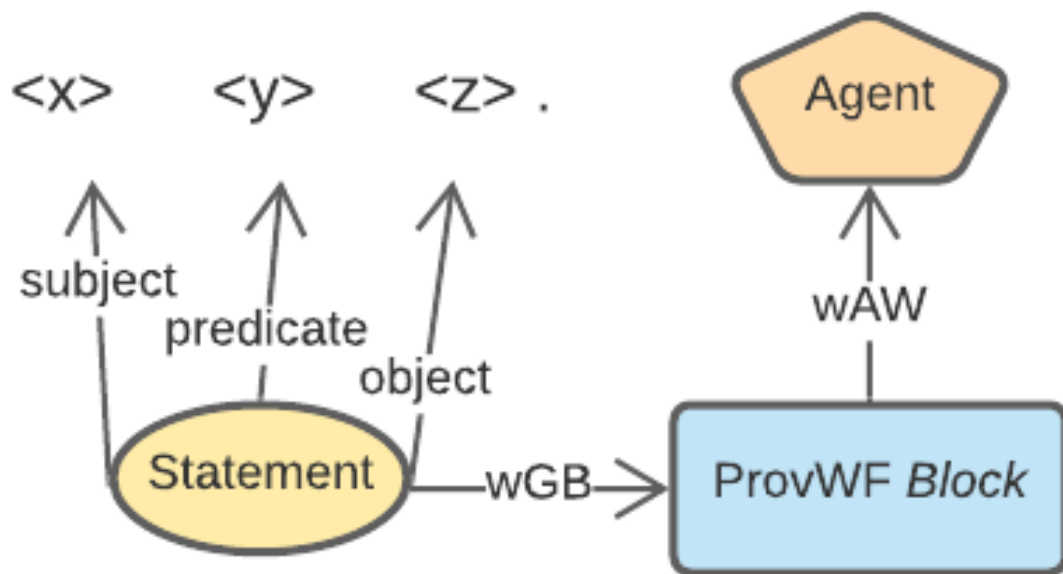 <x> <y> <z> .
Agent
subject
predicate
object
wAW
Statement
wGB
ProvWF Block